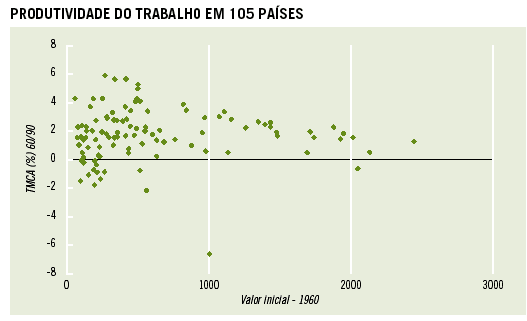 PRODUTIVIDADE DO TRABALHO EM 105 PAÍSES
8
6
4
2
0
-2
-4
-6
-8
TMCA (%) 60/90
0 1000 2000 3000
Valor inicial - 1960